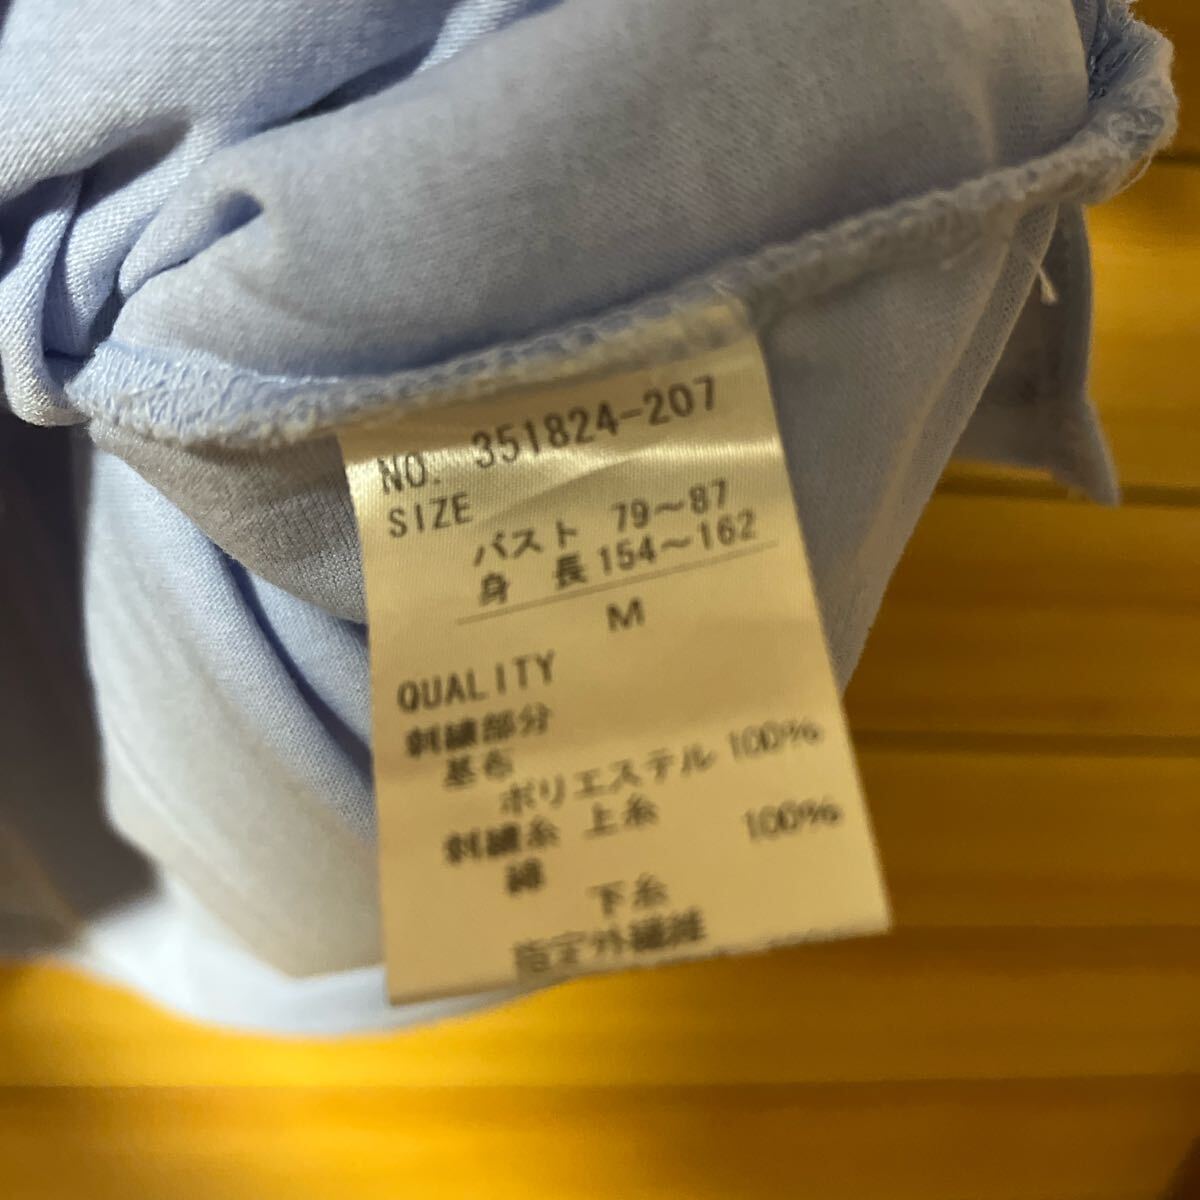 NO. 351824-207
SIZE
バスト 79～87
身 長 154～162
M
QUALITY
刺繍部分
基布
ポリエステル 100%
刺繍糸 上糸
綿 100%
下糸
指定外繊維